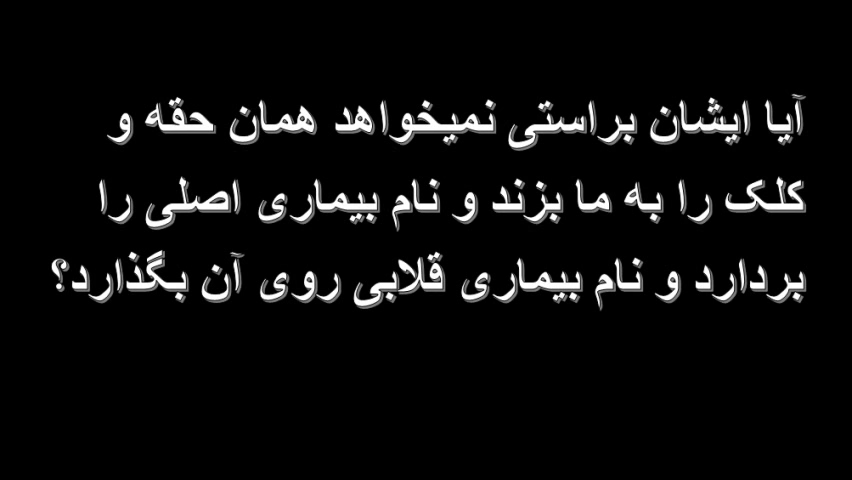 آیا ایشان براستی نمیخواهد همان حقه و
کلک را به ما بزند و نام بیماری اصلی را
بردارد و نام بیماری قلابی روی آن بگذارد؟